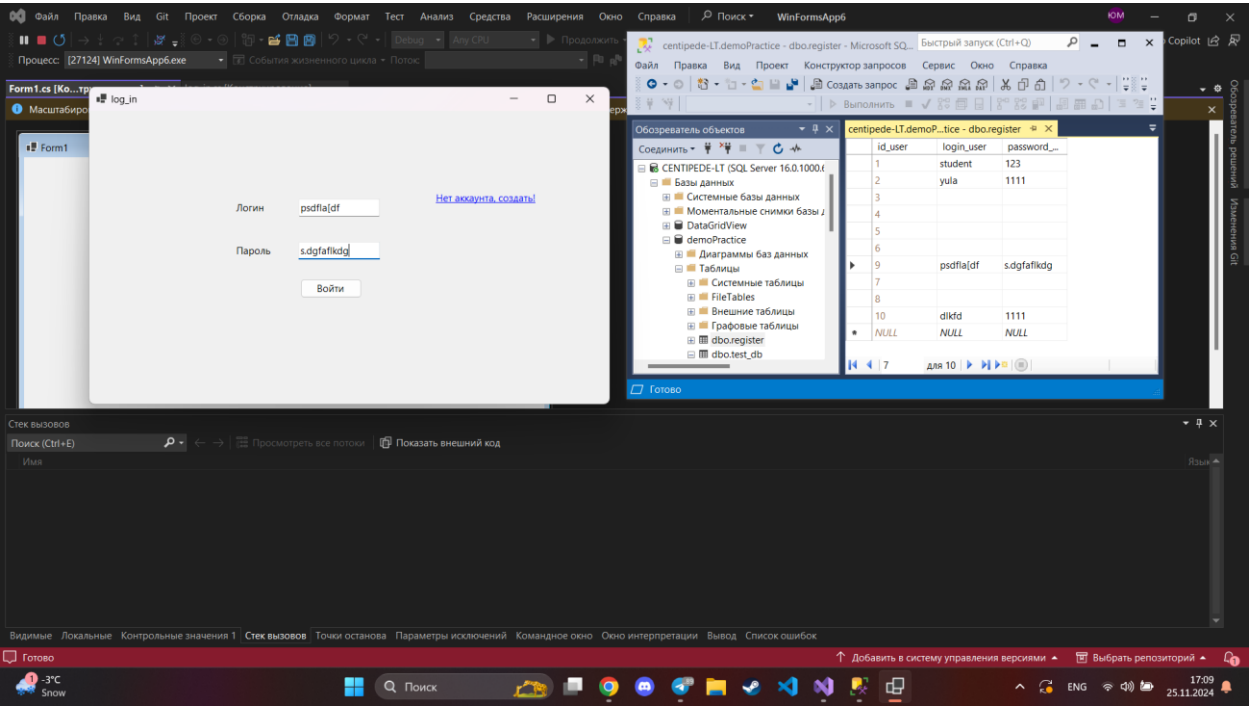 Файл Правка Вид Git Проект Сборка Отладка Формат Тест Анализ Средства Расширения Окно Справка Поиск WinFormsApp6 ЮМ
Debug Any CPU Продолжить Copilot
Процесс: [27124] WinFormsApp6.exe События жизненного цикла Поток:
Form1.cs [Ко...тр
Масштабиро
Form1
log_in
Нет аккаунта, создать!
Логин psdfla[df
Пароль s.dgfaflkdg
Войти
centipede-LT.demoPractice - dbo.register - Microsoft SQ... Быстрый запуск (Ctrl+Q)
Файл Правка Вид Проект Конструктор запросов Сервис Окно Справка
Создать запрос
Выполнить
Обозреватель объектов
Соединить
CENTIPEDE-LT (SQL Server 16.0.1000.6
Базы данных
Системные базы данных
Моментальные снимки базы д
DataGridView
demoPractice
Диаграммы баз данных
Таблицы
Системные таблицы
FileTables
Внешние таблицы
Графовые таблицы
dbo.register
dbo.test_db
centipede-LT.demoP...tice - dbo.register
id_user login_user password_...
1 student 123
2 yula 1111
3
4
5
6
9 psdfla[df s.dgfaflkdg
7
8
10 dlkfd 1111
NULL NULL NULL
7 для 10
Готово
Обозреватель решений Изменения Git
Стек вызовов
Поиск (Ctrl+E) Просмотреть все потоки Показать внешний код
Имя Язык
Видимые Локальные Контрольные значения 1 Стек вызовов Точки останова Параметры исключений Командное окно Окно интерпретации Вывод Список ошибок
Готово Добавить в систему управления версиями Выбрать репозиторий
1 -3°C
Snow
Поиск
ENG
17:09
25.11.2024